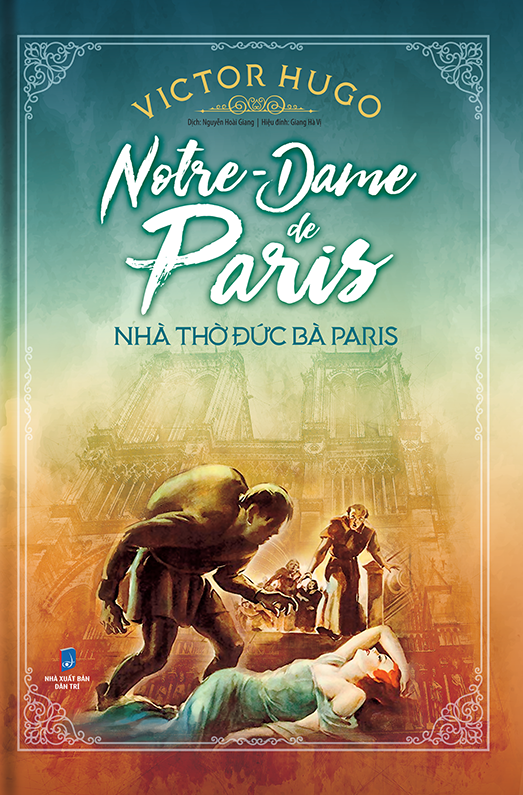 VICTOR HUGO
Dịch: Nguyễn Hoài Giang | Hiệu đính: Giang Hà Vị
Notre-Dame
de
Paris
NHÀ THỜ ĐỨC BÀ PARIS
NHÀ XUẤT BẢN
DÂN TRÍ